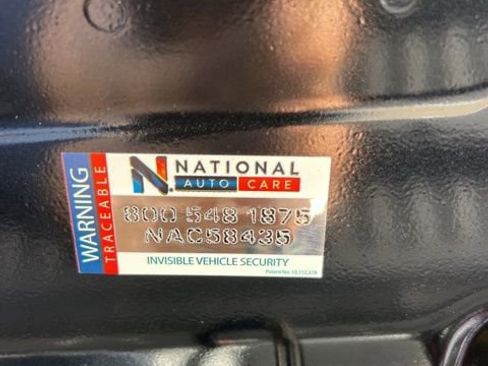 WARNING
TRACEABLE
N.
NATIONAL
AUTO CARE
800 548 1875
NAC58435
INVISIBLE VEHICLE SECURITY